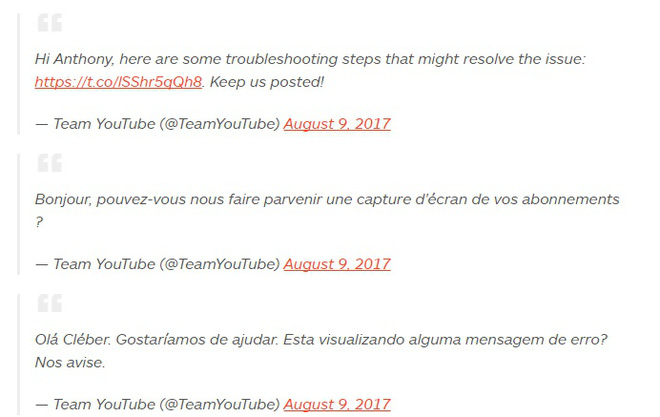 Hi Anthony, here are some troubleshooting steps that might resolve the issue:
https://t.co/lSShr5qQh8. Keep us posted!
— Team YouTube (@TeamYouTube) August 9, 2017
Bonjour, pouvez-vous nous faire parvenir une capture d'écran de vos abonnements
?
— Team YouTube (@TeamYouTube) August 9, 2017
Olá Cléber. Gostaríamos de ajudar. Esta visualizando alguma mensagem de erro?
Nos avise.
— Team YouTube (@TeamYouTube) August 9, 2017